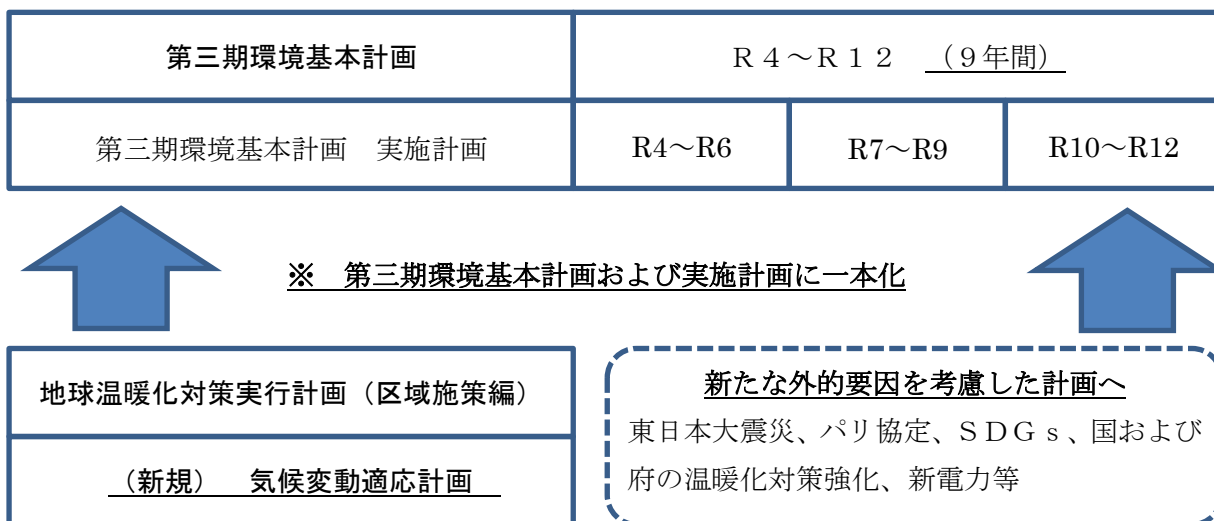 第三期環境基本計画
R4～R12　（9年間）
第三期環境基本計画　実施計画
R4～R6
R7～R9
R10～R12
※　第三期環境基本計画および実施計画に一本化
地球温暖化対策実行計画（区域施策編）
（新規）　気候変動適応計画
新たな外的要因を考慮した計画へ
東日本大震災、パリ協定、ＳＤＧｓ、国および
府の温暖化対策強化、新電力等